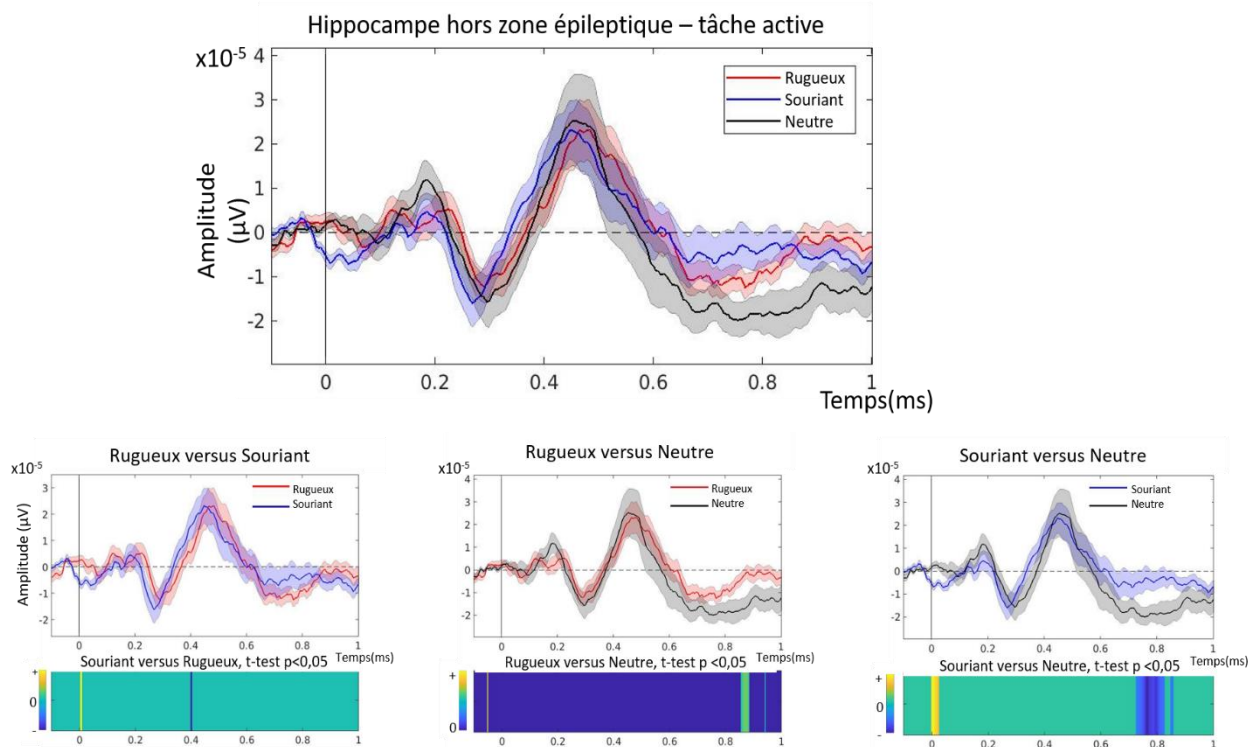 Hippocampe hors zone épileptique – tâche active
x10⁻⁵
4
3
2
1
0
-1
-2
Amplitude
(µV)
Rugueux
Souriant
Neutre
0
0.2
0.4
0.6
0.8
1
Temps(ms)
Rugueux versus Souriant
x10⁻⁵
3
2
1
0
-1
-2
Amplitude (µV)
Rugueux
Souriant
0
0.2
0.4
0.6
0.8
1
Temps(ms)
Souriant versus Rugueux, t-test p<0,05
+
0
-
0
0.2
0.4
0.6
0.8
1
Rugueux versus Neutre
x10⁻⁵
4
3
2
1
0
-1
-2
Rugueux
Neutre
0
0.2
0.4
0.6
0.8
1
Temps(ms)
Rugueux versus Neutre, t-test p <0,05
+
0
0
0.2
0.4
0.6
0.8
1
Souriant versus Neutre
x10⁻⁵
4
3
2
1
0
-1
-2
Souriant
Neutre
0
0.2
0.4
0.6
0.8
1
Temps(ms)
Souriant versus Neutre, t-test p <0,05
+
0
-
0
0.2
0.4
0.6
0.8
1